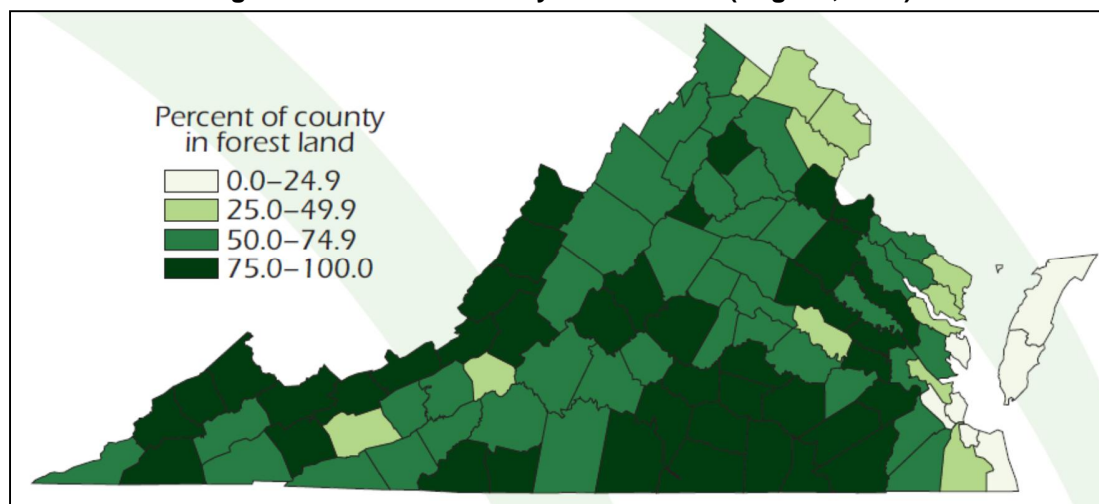 Percent of county
in forest land
0.0–24.9
25.0–49.9
50.0–74.9
75.0–100.0